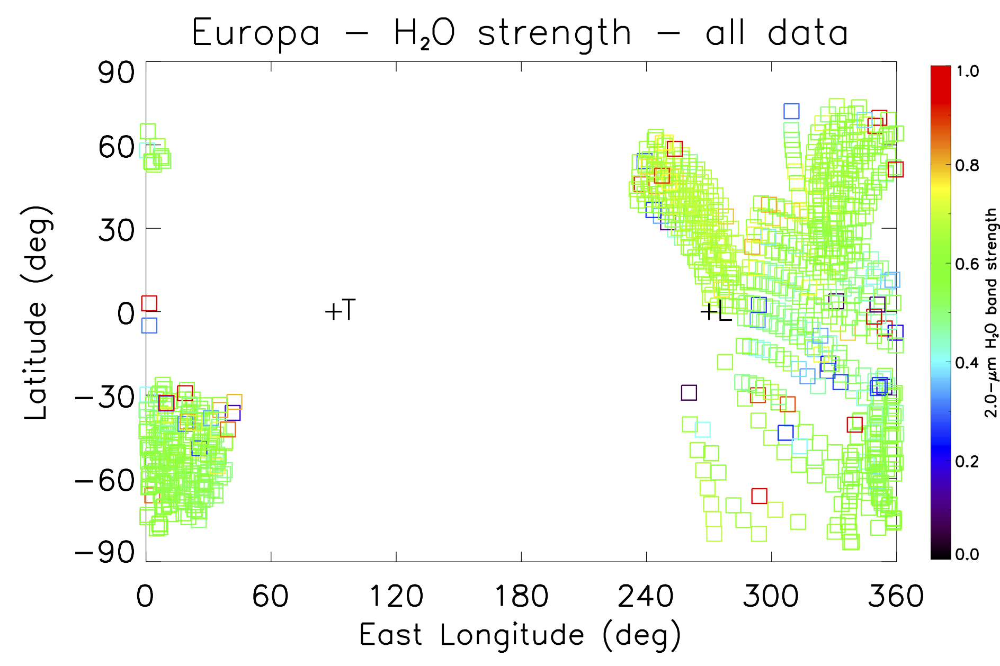 Europa – H₂O strength – all data
90
60
30
0
−30
−60
−90
Latitude (deg)
+T
+L
0 60 120 180 240 300 360
East Longitude (deg)
1.0
0.8
0.6
0.4
0.2
0.0
2.0−μm H₂O band strength